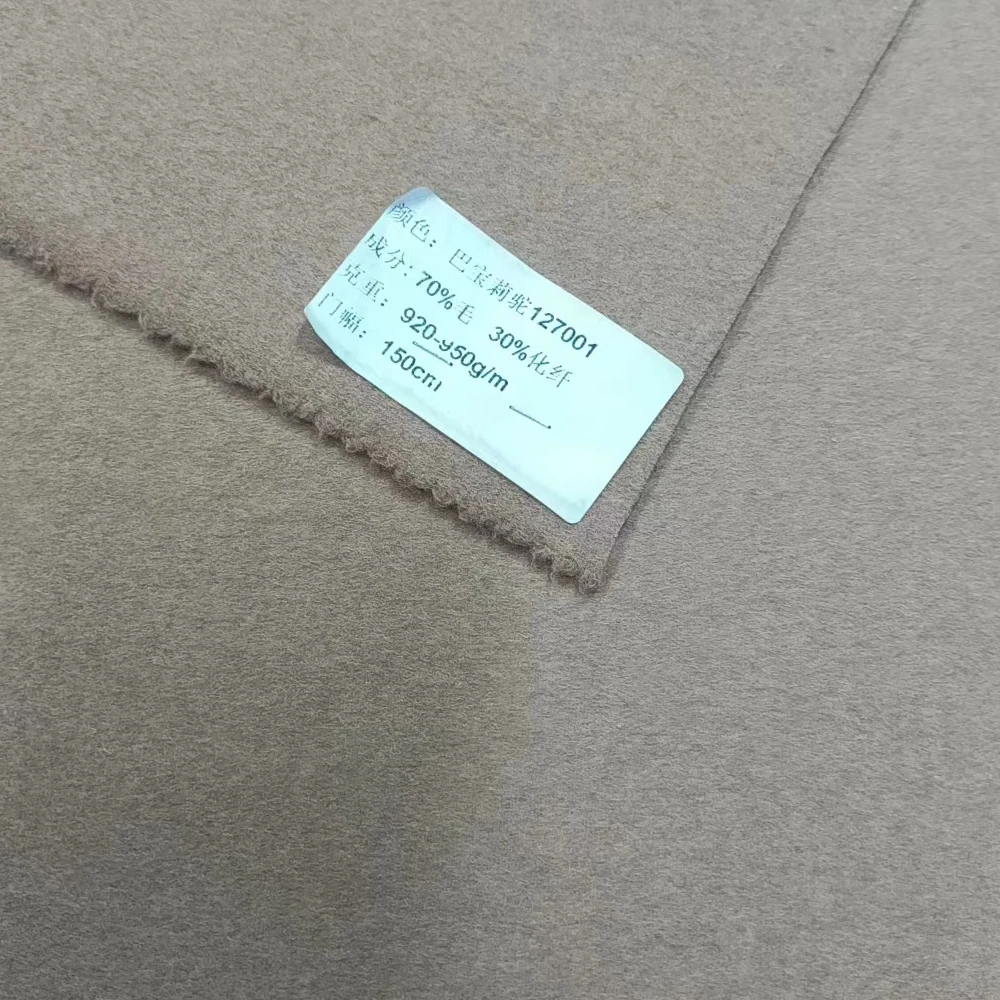 颜色：巴宝莉驼127001
成分：70%毛 30%化纤
克重：920-950g/m
门幅：150cm